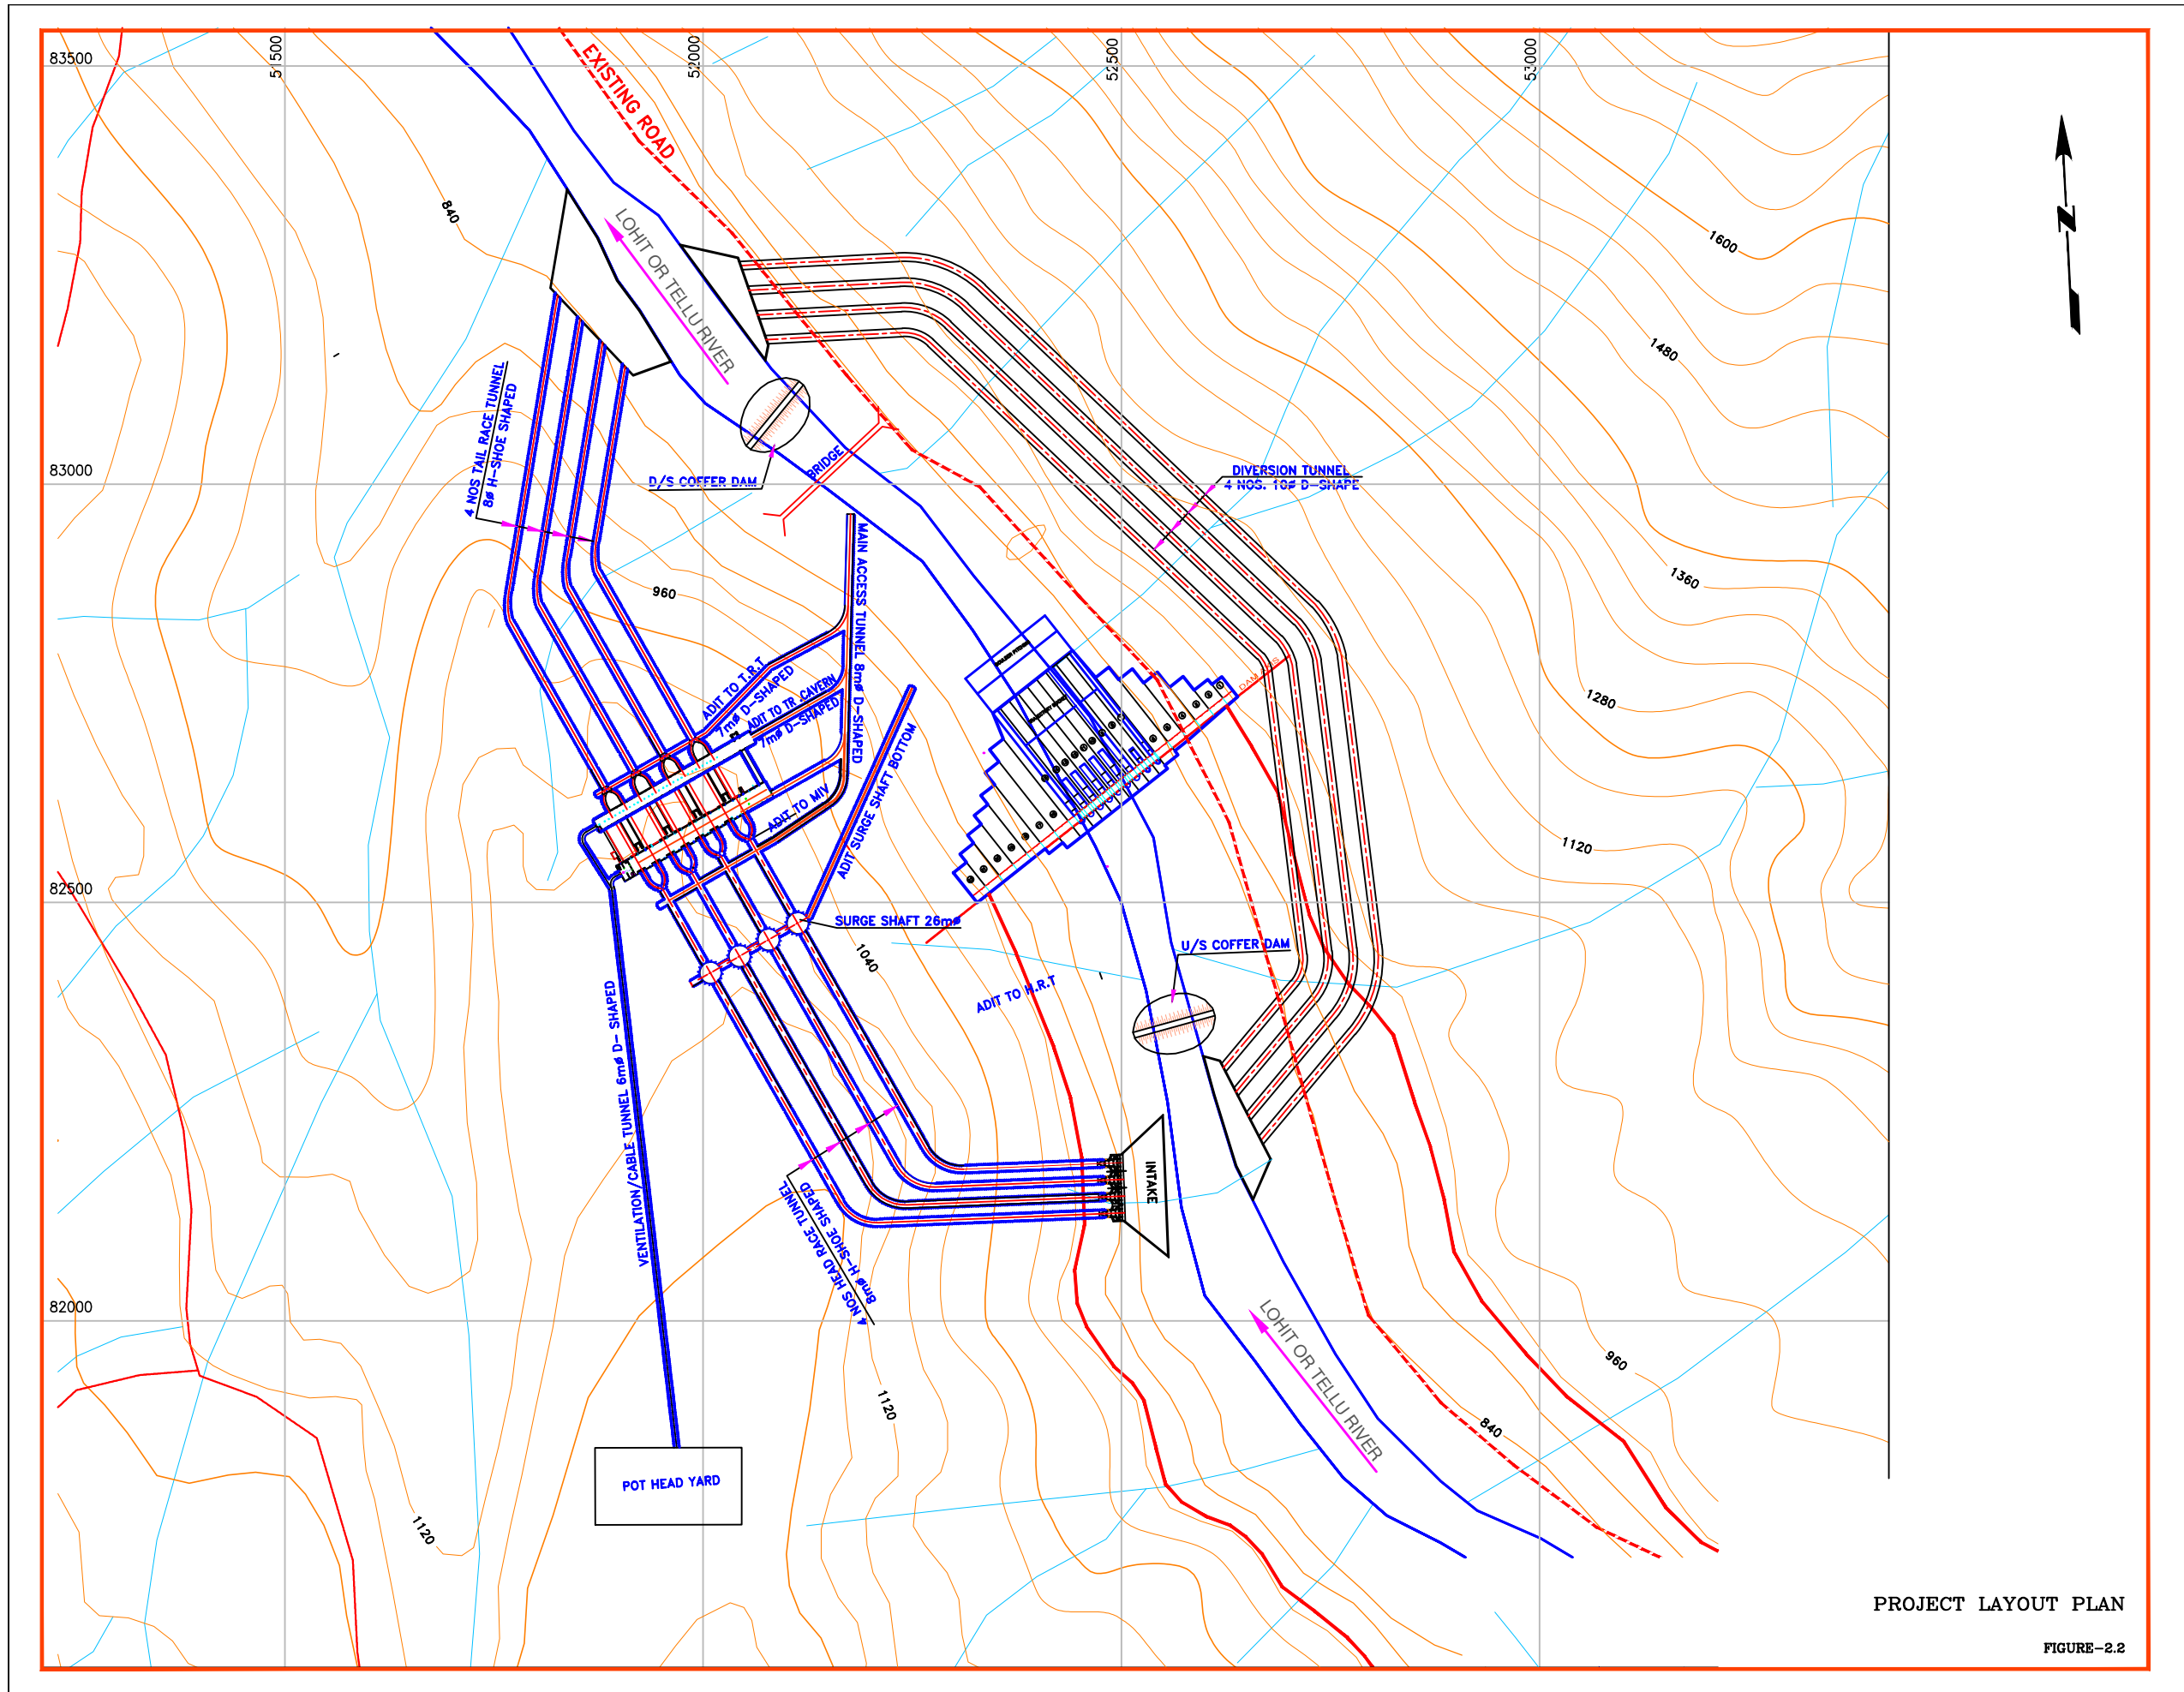 83500
51500
52000
52500
53000
EXISTING ROAD
840
LOHIT OR TELLU RIVER
1600
N
1480
4 NOS TAIL RACE TUNNEL
8ø H-SHOE SHAPED
83000
D/S COFFER DAM
BRIDGE
DIVERSION TUNNEL
4 NOS. 10ø D-SHAPE
1360
960
MAIN ACCESS TUNNEL 8mø D-SHAPED
ADIT TO T.R.T
7mø D-SHAPED
ADIT TO TR .CAVERN
7mø D-SHAPED
DAM AXIS
1280
ADIT TO MIV
ADIT SURGE SHAFT BOTTOM
1120
82500
SURGE SHAFT 26mø
1040
U/S COFFER DAM
ADIT TO H.R.T
VENTILATION/CABLE TUNNEL 6mø D- SHAPED
INTAKE
4 NOS HEAD RACE TUNNEL
8mø H-SHOE SHAPED
82000
LOHIT OR TELLU RIVER
960
840
1120
POT HEAD YARD
1120
PROJECT LAYOUT PLAN
FIGURE-2.2